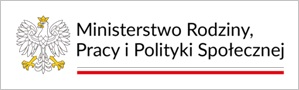 Ministerstwo Rodziny,
Pracy i Polityki Społecznej